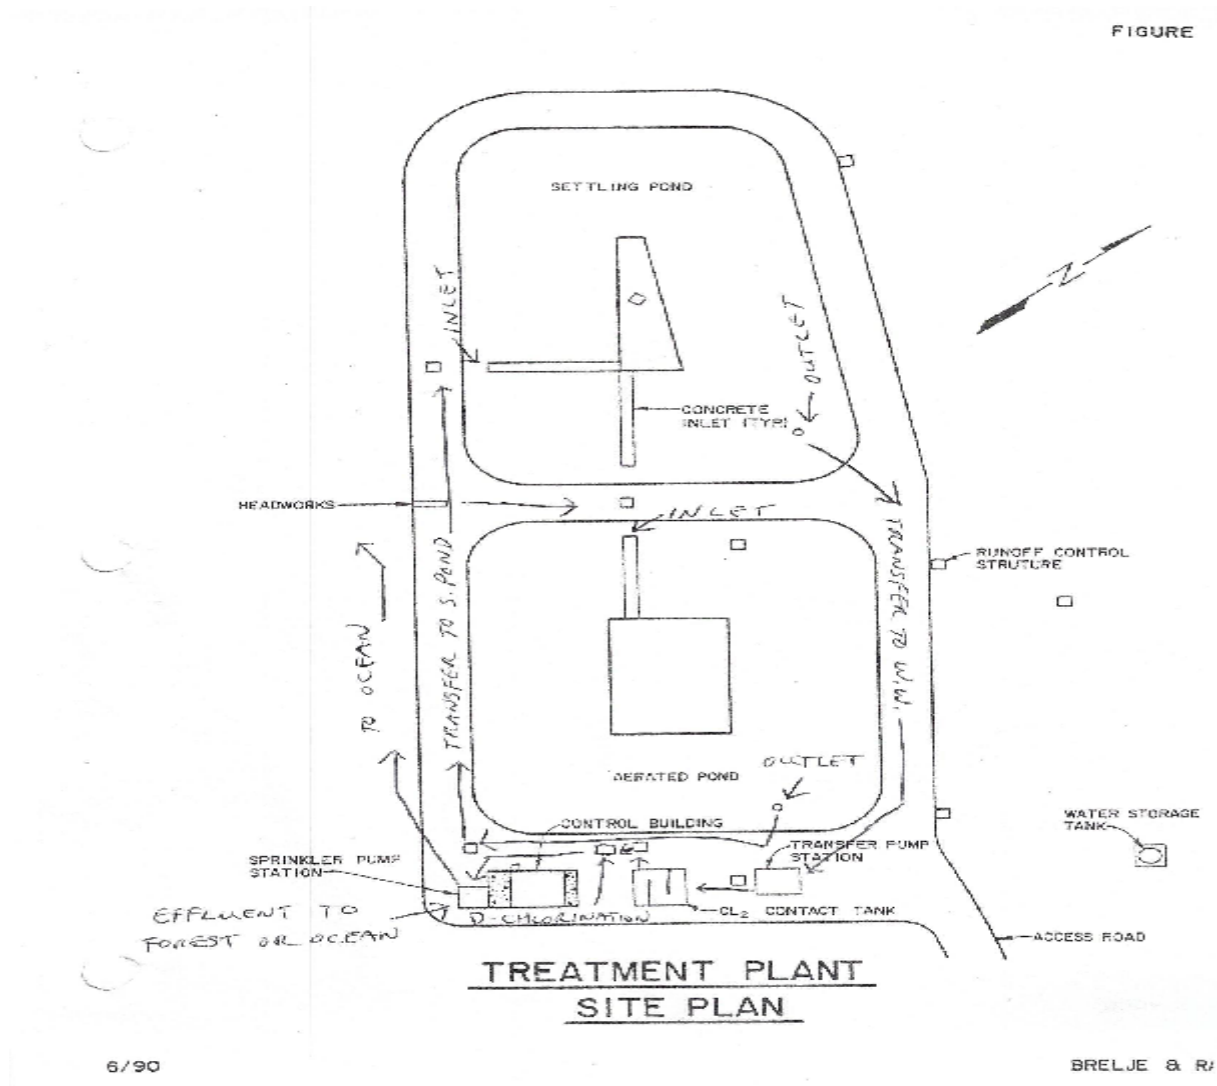 FIGURE
SETTLING POND
INLET
OUTLET
CONCRETE
INLET (TYP)
HEADWORKS
INLET
TRANSFER TO S. POND
TO OCEAN
TRANSFER TO W.W.
RUNOFF CONTROL
STRUTURE
AERATED POND
OUTLET
CONTROL BUILDING
WATER STORAGE
TANK
SPRINKLER PUMP
STATION
TRANSFER PUMP
STATION
EFFLUENT TO
FOREST OR OCEAN
D-CHLORINATION
CL₂ CONTACT TANK
ACCESS ROAD
N
TREATMENT PLANT
SITE PLAN
6/90
BRELJE & R